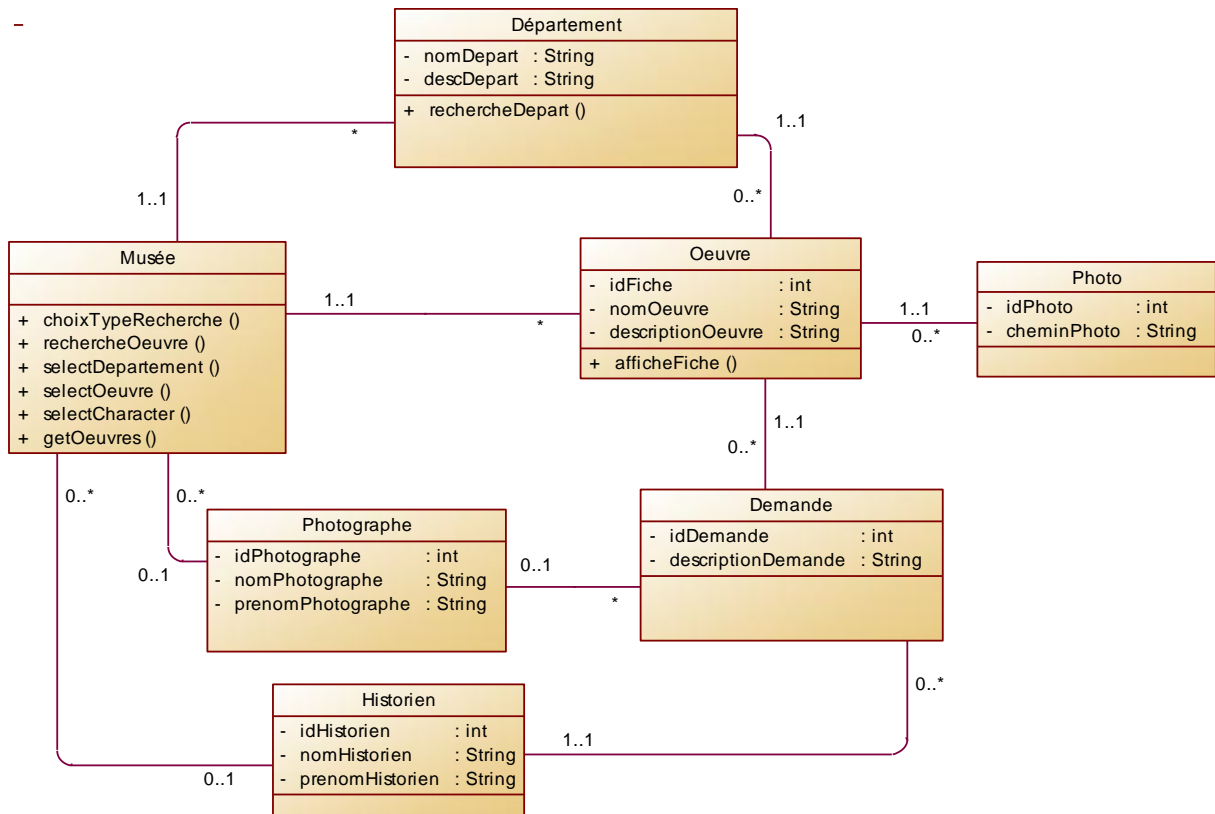 Département
- nomDepart : String
- descDepart : String
+ rechercheDepart ()
*
1..1
1..1
0..*
Musée
+ choixTypeRecherche ()
+ rechercheOeuvre ()
+ selectDepartement ()
+ selectOeuvre ()
+ selectCharacter ()
+ getOeuvres ()
1..1
*
Oeuvre
- idFiche : int
- nomOeuvre : String
- descriptionOeuvre : String
+ afficheFiche ()
1..1
0..*
Photo
- idPhoto : int
- cheminPhoto : String
1..1
0..*
0..*
0..*
0..1
Photographe
- idPhotographe : int
- nomPhotographe : String
- prenomPhotographe : String
0..1
*
Demande
- idDemande : int
- descriptionDemande : String
0..*
Historien
- idHistorien : int
- nomHistorien : String
- prenomHistorien : String
1..1
0..1